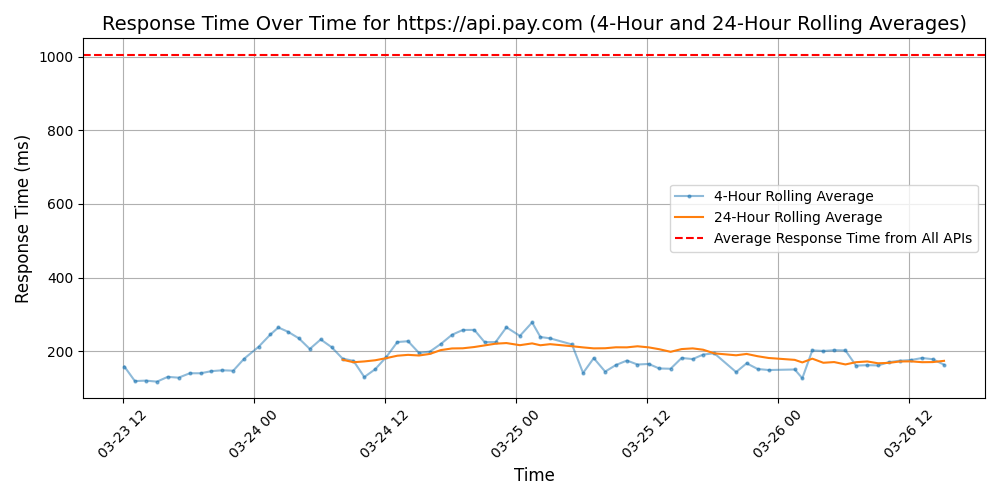 Response Time Over Time for https://api.pay.com (4-Hour and 24-Hour Rolling Averages)
Response Time (ms)
1000
800
600
400
200
4-Hour Rolling Average
24-Hour Rolling Average
Average Response Time from All APIs
03-23 12
03-24 00
03-24 12
03-25 00
03-25 12
03-26 00
03-26 12
Time